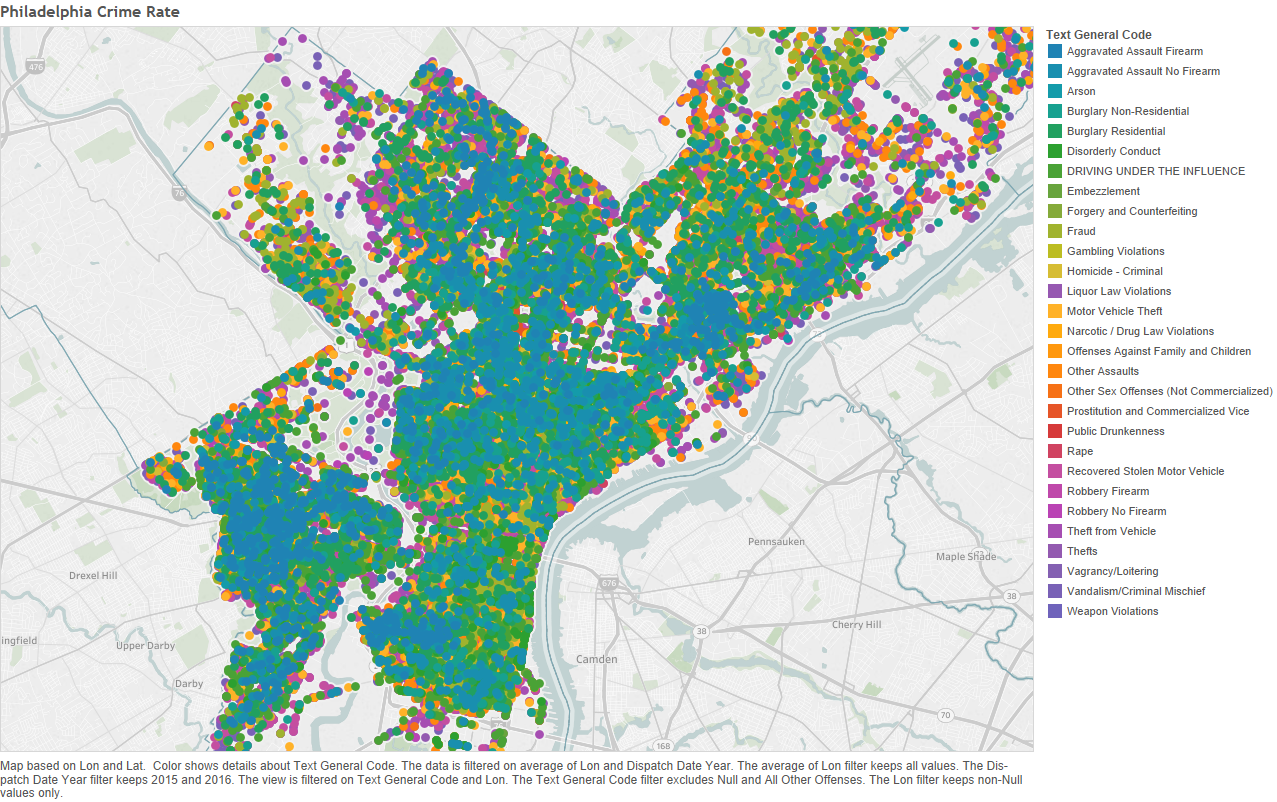 Philadelphia Crime Rate
Text General Code
Aggravated Assault Firearm
Aggravated Assault No Firearm
Arson
Burglary Non-Residential
Burglary Residential
Disorderly Conduct
DRIVING UNDER THE INFLUENCE
Embezzlement
Forgery and Counterfeiting
Fraud
Gambling Violations
Homicide - Criminal
Liquor Law Violations
Motor Vehicle Theft
Narcotic / Drug Law Violations
Offenses Against Family and Children
Other Assaults
Other Sex Offenses (Not Commercialized)
Prostitution and Commercialized Vice
Public Drunkenness
Rape
Recovered Stolen Motor Vehicle
Robbery Firearm
Robbery No Firearm
Theft from Vehicle
Thefts
Vagrancy/Loitering
Vandalism/Criminal Mischief
Weapon Violations
476
76
90
Pennsauken
Maple Shade
73
Drexel Hill
676
38
ingfield
Upper Darby
38
Cherry Hill
Camden
Darby
70
168
Map based on Lon and Lat.  Color shows details about Text General Code. The data is filtered on average of Lon and Dispatch Date Year. The average of Lon filter keeps all values. The Dis-
patch Date Year filter keeps 2015 and 2016. The view is filtered on Text General Code and Lon. The Text General Code filter excludes Null and All Other Offenses. The Lon filter keeps non-Null
values only.